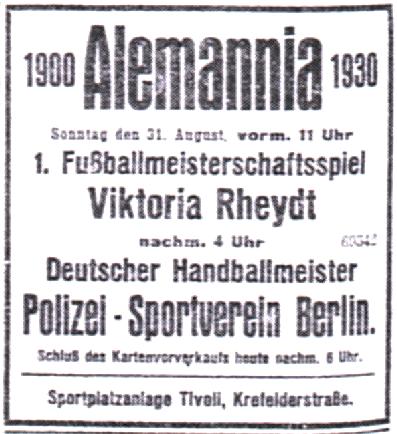 1900 Alemannia 1930
Sonntag den 31. August, vorm. 11 Uhr
1. Fußballmeisterschaftsspiel
Viktoria Rheydt
nachm. 4 Uhr
Deutscher Handballmeister
Polizei - Sportverein Berlin.
Schluß des Kartenvorverkaufs heute nachm. 6 Uhr.
Sportplatzanlage Tivoli, Krefelderstraße.